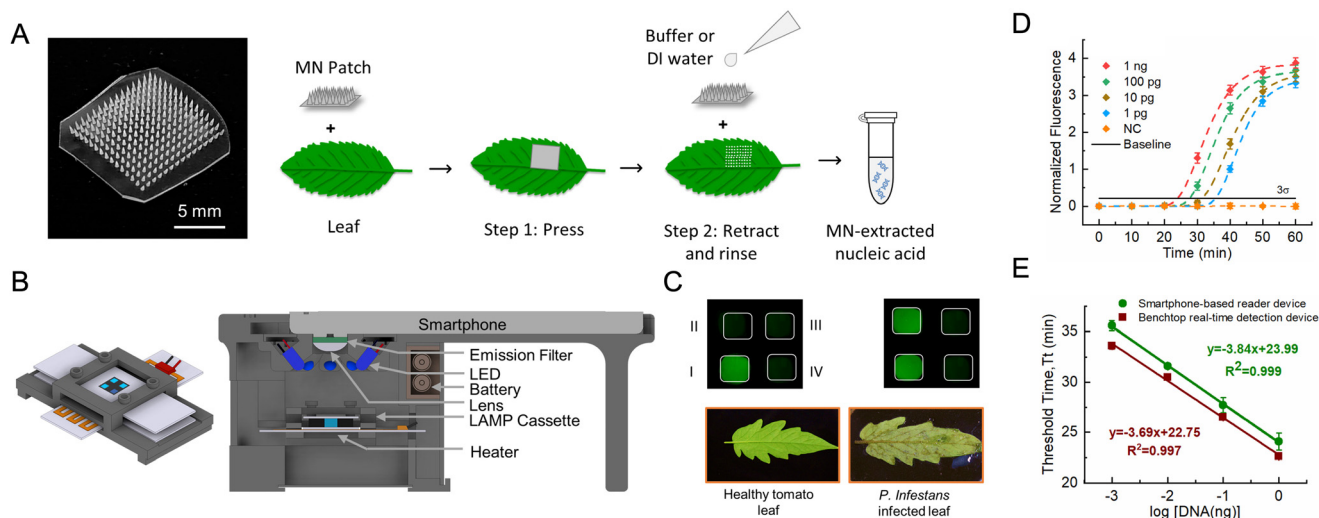 A
5 mm
MN Patch
+
Leaf
Step 1: Press
Buffer or
DI water
+
Step 2: Retract
and rinse
MN-extracted
nucleic acid
B
Smartphone
Emission Filter
LED
Battery
Lens
LAMP Cassette
Heater
C
II
III
I
IV
Healthy tomato
leaf
P. Infestans
infected leaf
D
Normalized Fluorescence
4
3
2
1
0
1 ng
100 pg
10 pg
1 pg
NC
Baseline
3σ
0 10 20 30 40 50 60
Time (min)
E
Threshold Time, Tt (min)
35
30
25
20
Smartphone-based reader device
Benchtop real-time detection device
y=-3.84x+23.99
R²=0.999
y=-3.69x+22.75
R²=0.997
-3 -2 -1 0
log [DNA(ng)]